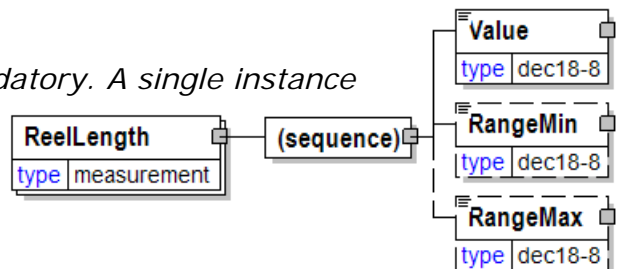 datory. A single instance
ReelLength
type measurement
(sequence)
Value
type dec18-8
RangeMin
type dec18-8
RangeMax
type dec18-8